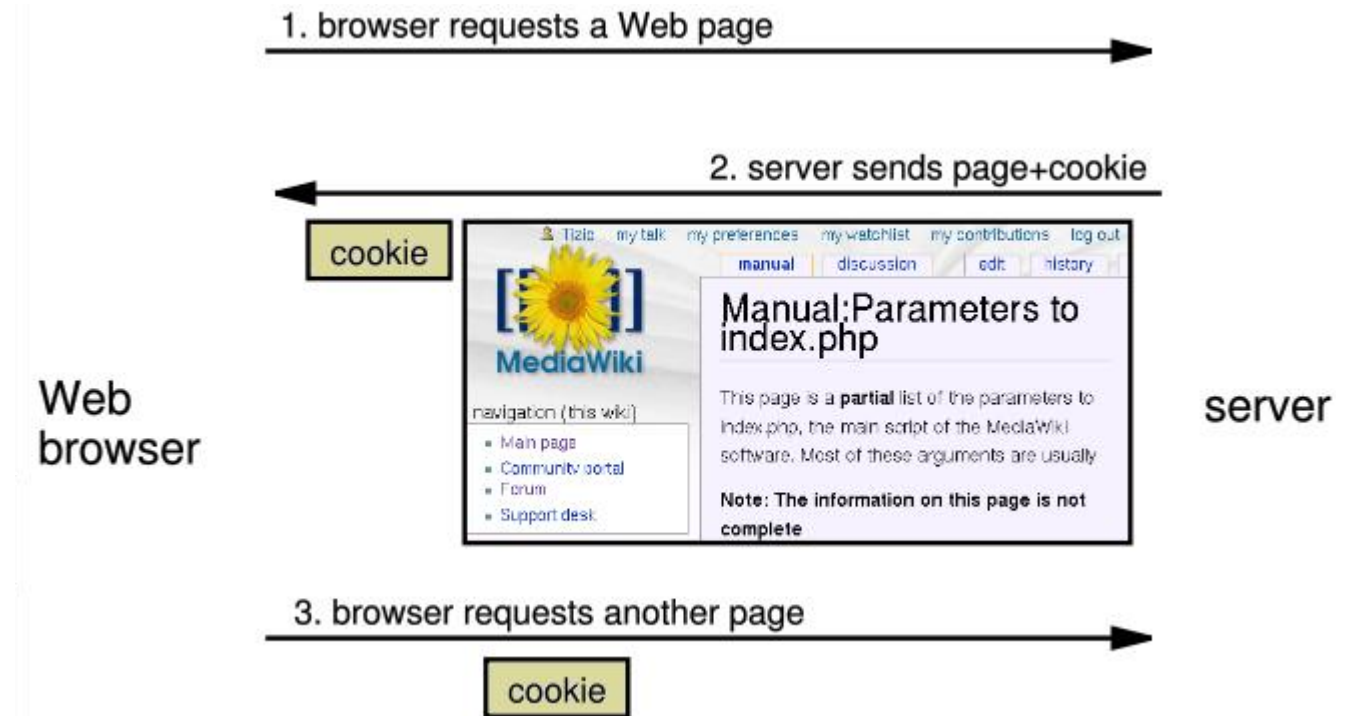 1. browser requests a Web page
2. server sends page+cookie
cookie
Tizio my talk my preferences my watchlist my contributions log out
manual discussion edit history
[[ ]]
MediaWiki
Manual:Parameters to
index.php
This page is a partial list of the parameters to
index.php, the main script of the MediaWiki
software. Most of these arguments are usually
Note: The information on this page is not
complete
navigation (this wiki)
Main page
Community portal
Forum
Support desk
Web
browser
server
3. browser requests another page
cookie